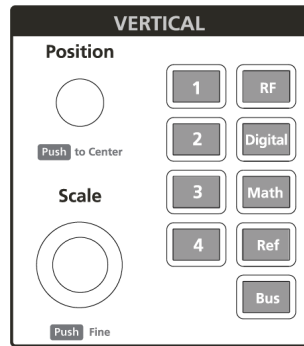 VERTICAL
Position
Push to Center
Scale
Push Fine
1 RF
2 Digital
3 Math
4 Ref
Bus